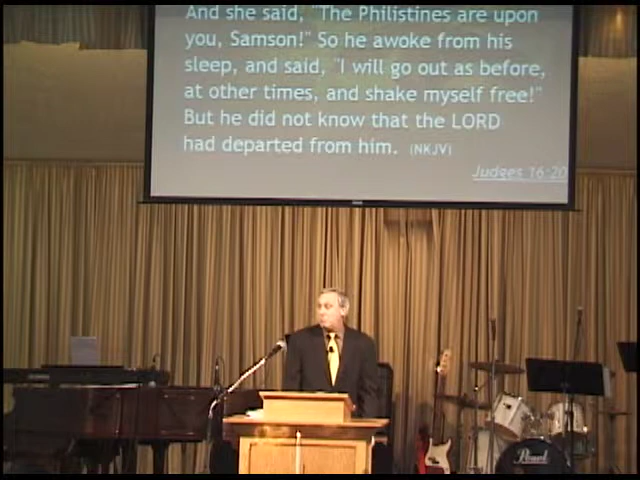 And she said, "The Philistines are upon
you, Samson!" So he awoke from his
sleep, and said, "I will go out as before,
at other times, and shake myself free!"
But he did not know that the LORD
had departed from him. (NKJV)
Judges 16:20
Pearl